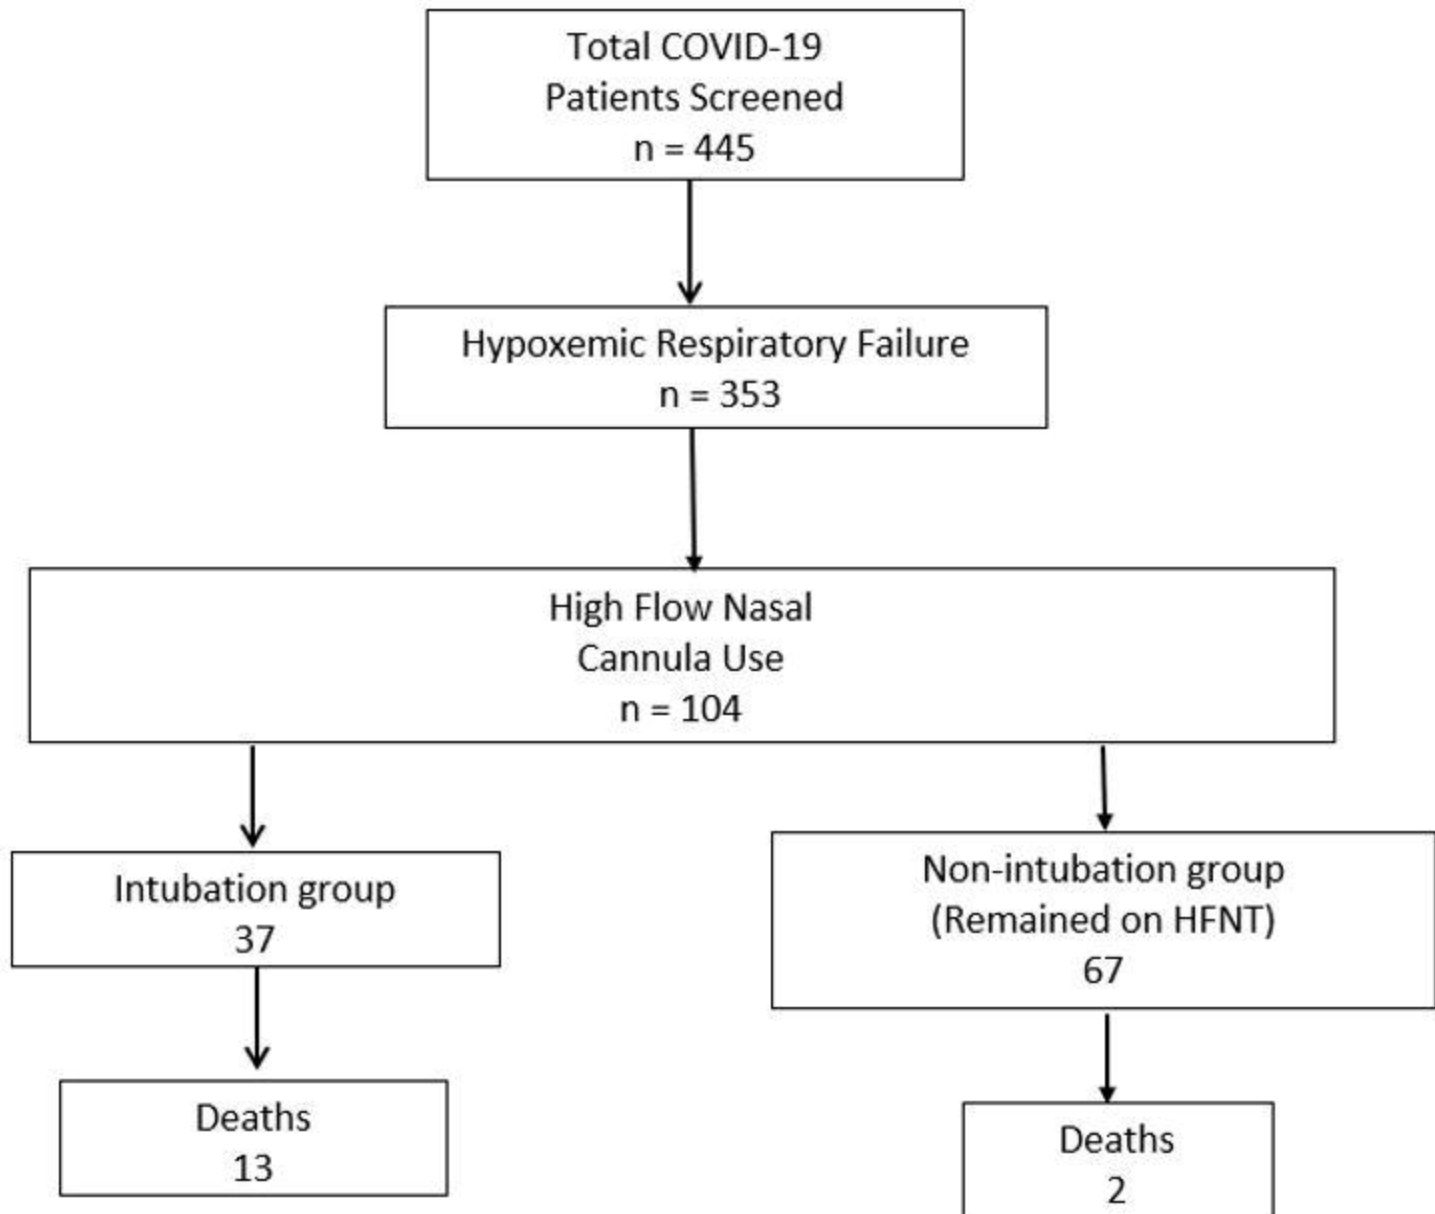 Total COVID-19
Patients Screened
n = 445
Hypoxemic Respiratory Failure
n = 353
High Flow Nasal
Cannula Use
n = 104
Intubation group
37
Non-intubation group
(Remained on HFNT)
67
Deaths
13
Deaths
2